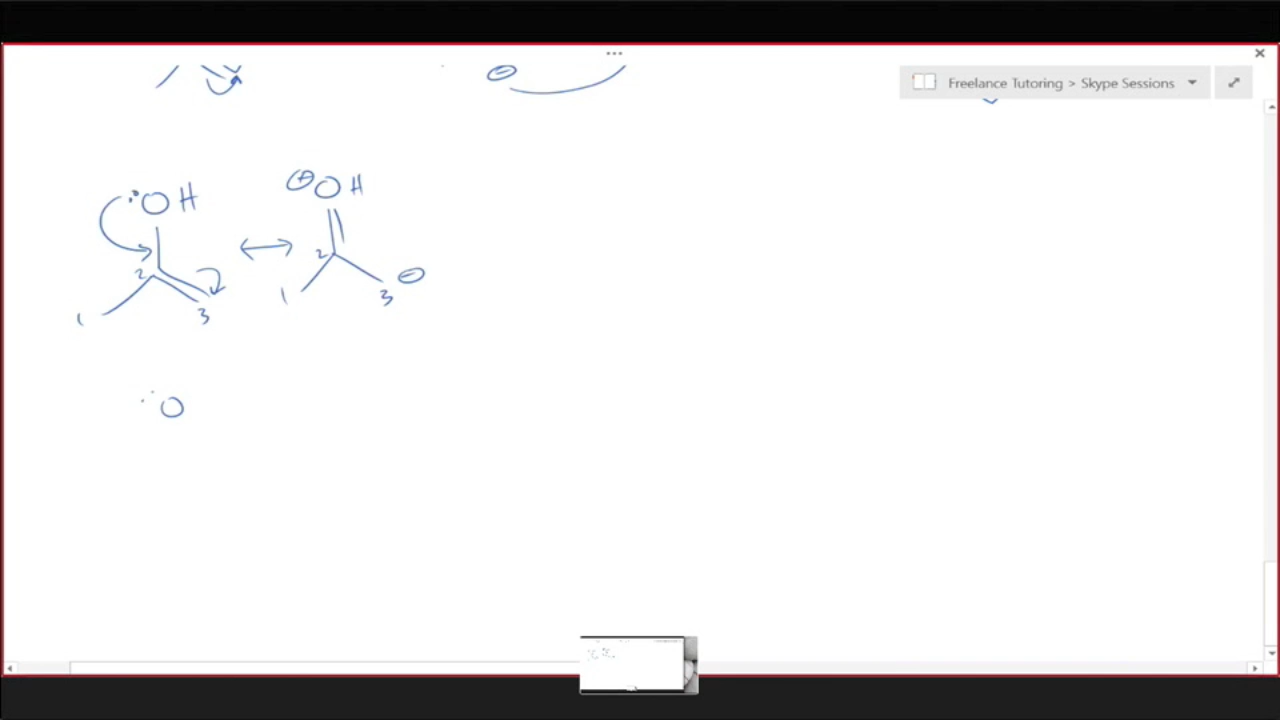 Freelance Tutoring > Skype Sessions
⊖
:OH
⊕OH
2
2
⊖
1
3
1
3
:O